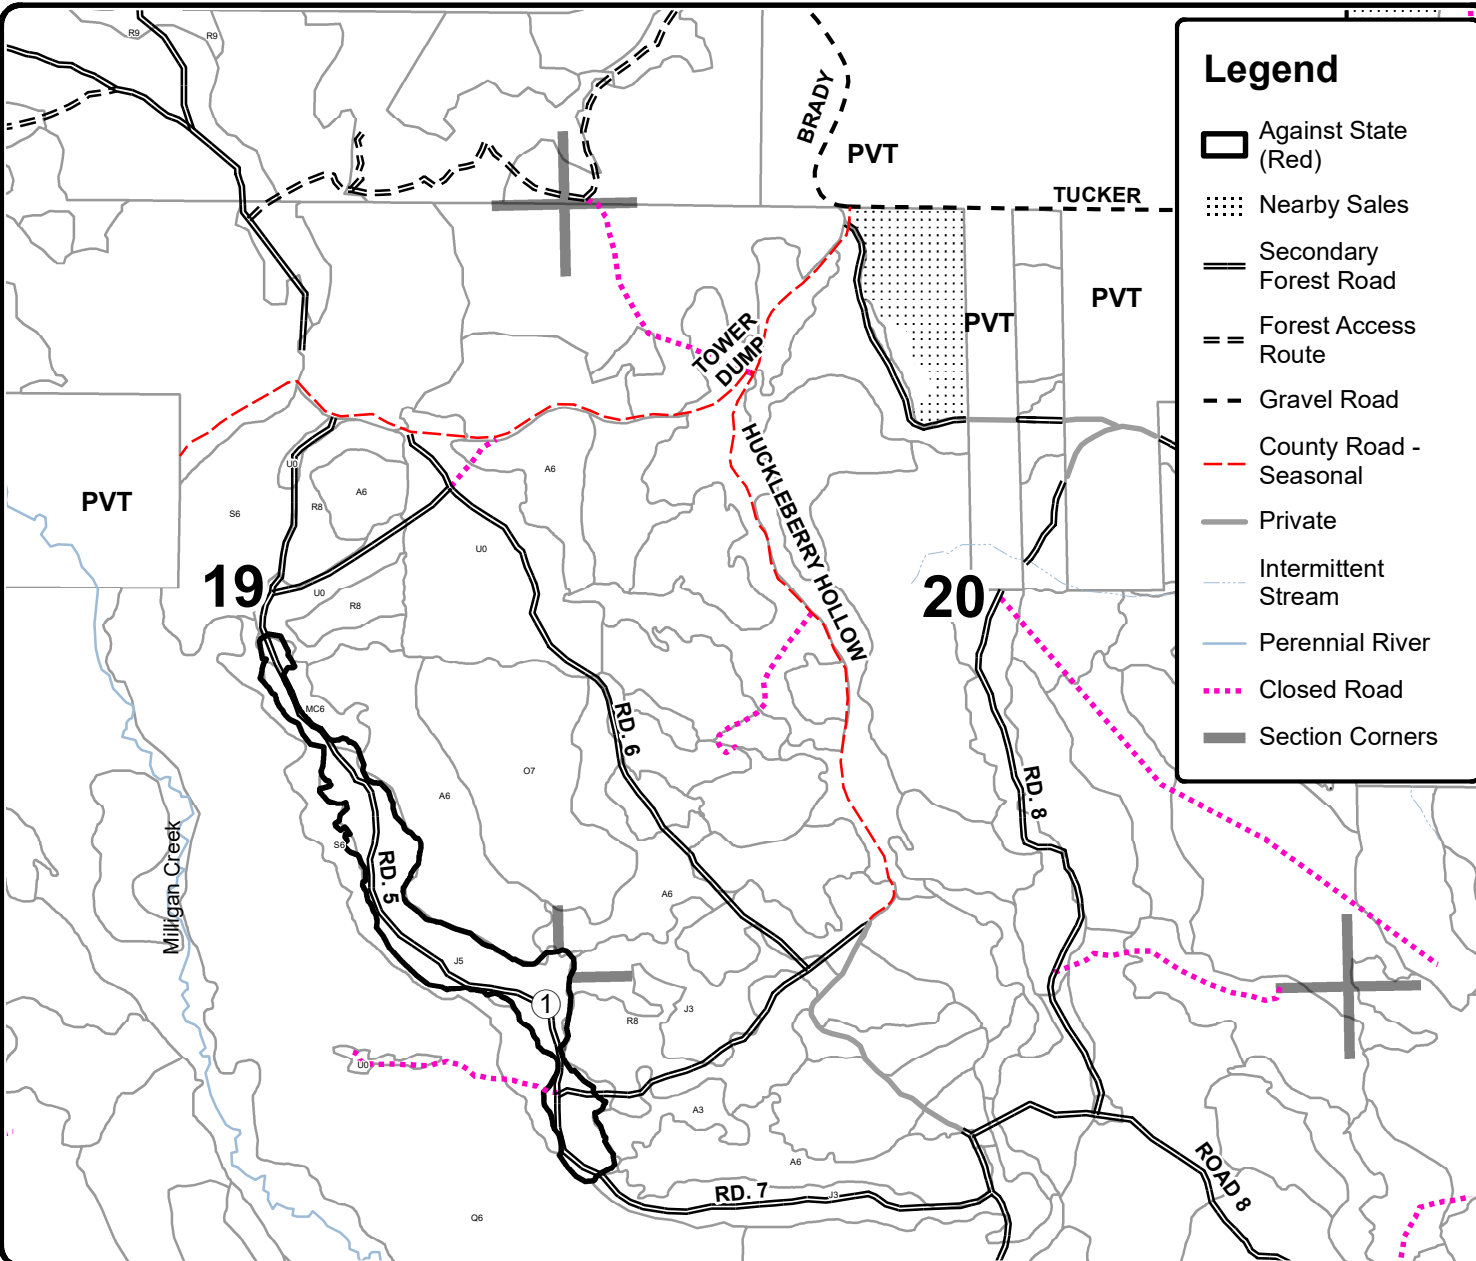 R9
R9
BRADY
PVT
TUCKER
PVT
PVT
TOWER
DUMP
HUCKLEBERRY HOLLOW
PVT
U0
A6
R8
S6
A6
U0
19
U0
R8
20
MC6
RD. 6
O7
A6
RD. 8
S6
RD. 5
Milligan Creek
A6
J5
1
R8
J3
U0
A3
A6
RD. 7
J3
ROAD 8
Q6
Legend
Against State
(Red)
Nearby Sales
Secondary
Forest Road
Forest Access
Route
Gravel Road
County Road -
Seasonal
Private
Intermittent
Stream
Perennial River
Closed Road
Section Corners